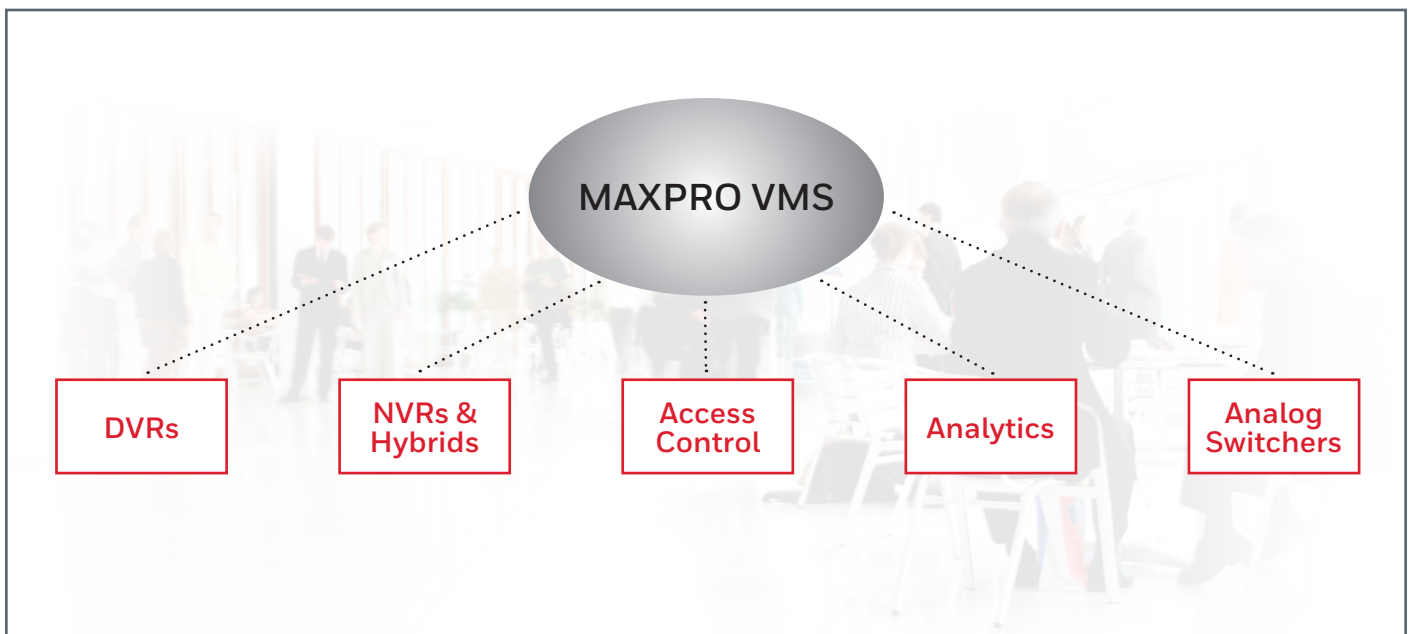 MAXPRO VMS
DVRs
NVRs &
Hybrids
Access
Control
Analytics
Analog
Switchers